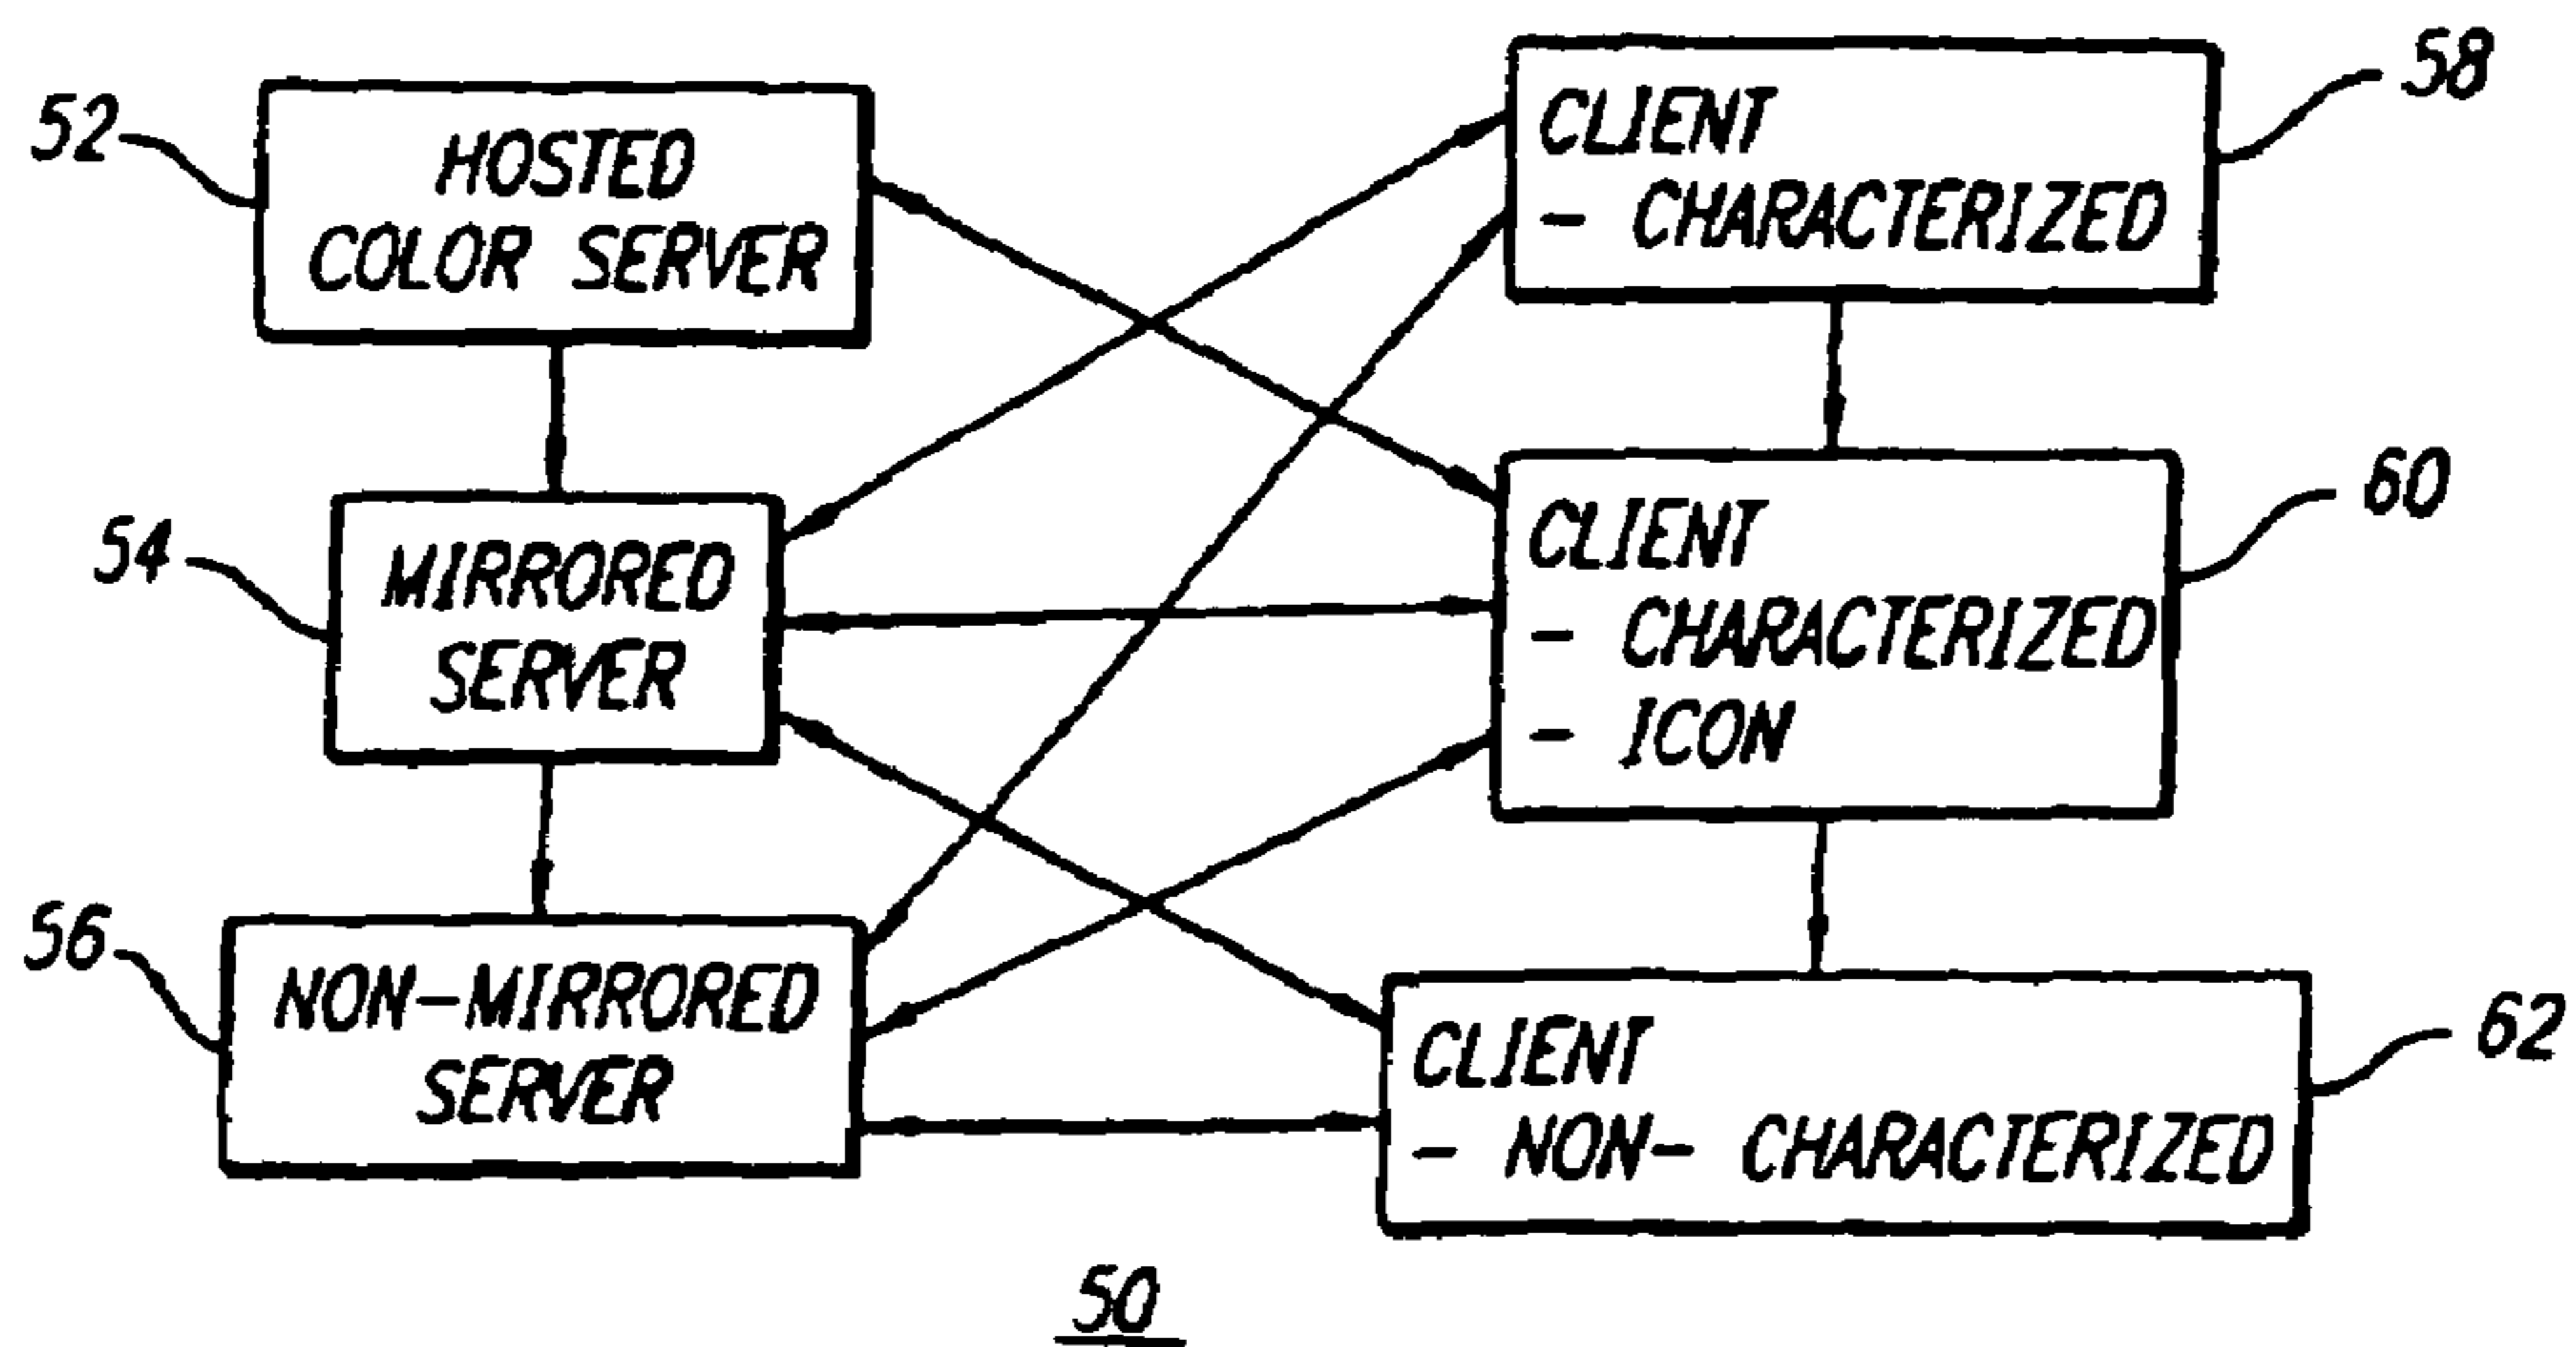 52
HOSTED
COLOR SERVER
54
MIRRORED
SERVER
56
NON-MIRRORED
SERVER
58
CLIENT
- CHARACTERIZED
60
CLIENT
- CHARACTERIZED
- ICON
62
CLIENT
- NON- CHARACTERIZED
50